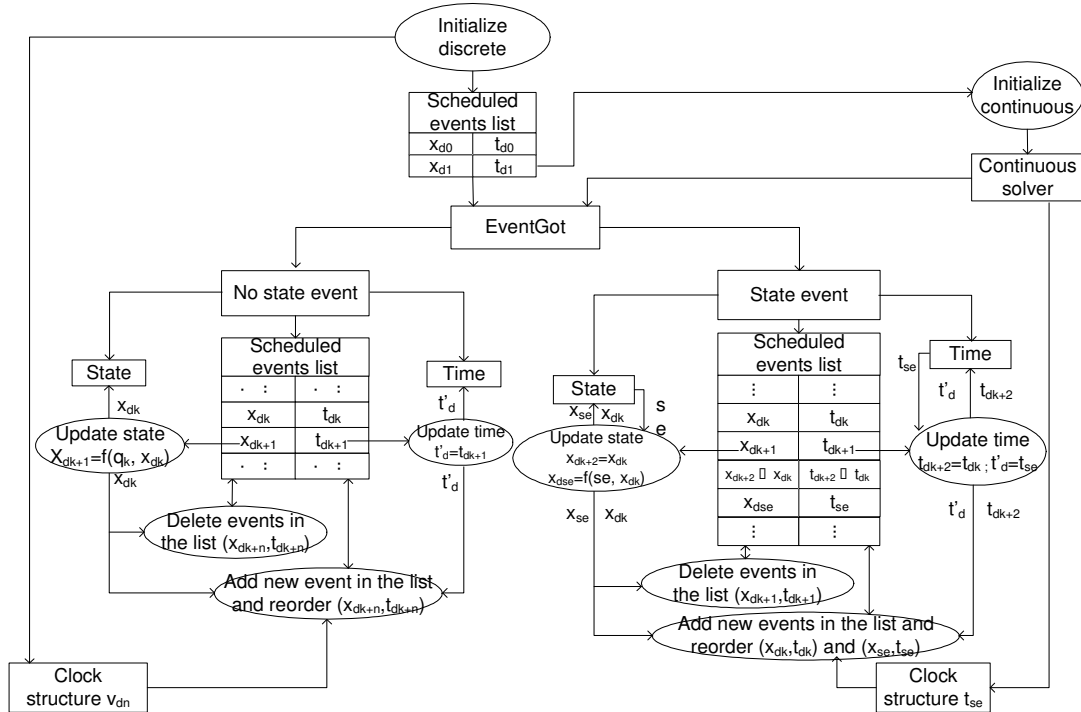 Initialize
discrete
Initialize
continuous
Scheduled
events list
x_d0 t_d0
x_d1 t_d1
Continuous
solver
EventGot
No state event
State event
State
Scheduled
events list
Time
. : . :
x_dk t_dk
x_dk+1 t_dk+1
. : . :
x_dk
t'_d
Update state
X_dk+1=f(q_k, x_dk)
x_dk
Update time
t'_d=t_dk+1
t'_d
Delete events in
the list (x_dk+n,t_dk+n)
Add new event in the list
and reorder (x_dk+n,t_dk+n)
Clock
structure v_dn
State
Scheduled
events list
Time
⋮ ⋮
x_dk t_dk
x_dk+1 t_dk+1
x_dk+2 ▯ x_dk t_dk+2 ▯ t_dk
x_dse t_se
⋮ ⋮
x_se x_dk
s
e
Update state
x_dk+2=x_dk
x_dse=f(se, x_dk)
x_se x_dk
t_se
t'_d t_dk+2
Update time
t_dk+2=t_dk ; t'_d=t_se
t'_d t_dk+2
Delete events in
the list (x_dk+1,t_dk+1)
Add new events in the list and
reorder (x_dk,t_dk) and (x_se,t_se)
Clock
structure t_se